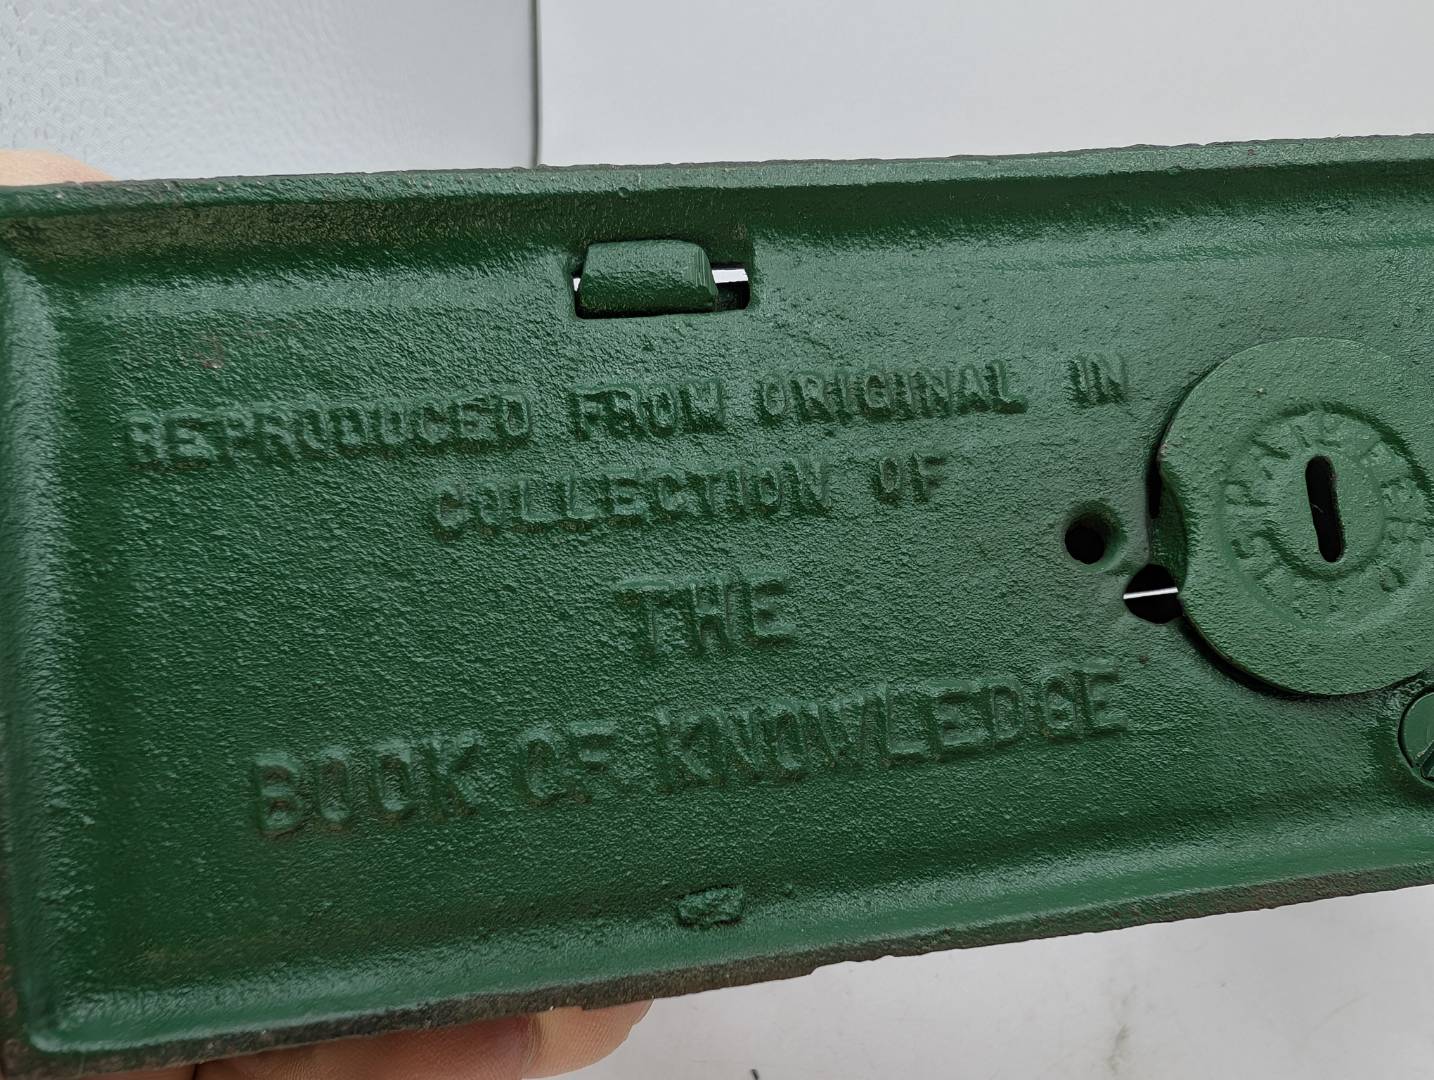 REPRODUCED FROM ORIGINAL IN
COLLECTION OF
THE
BOOK OF KNOWLEDGE